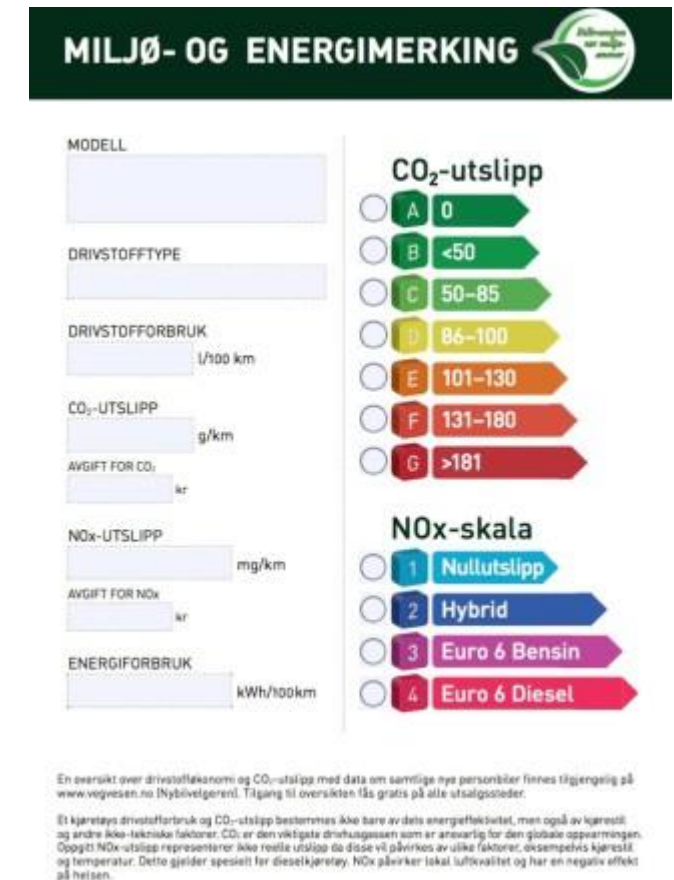 MILJØ- OG ENERGIMERKING
MODELL
DRIVSTOFFTYPE
DRIVSTOFFORBRUK
l/100 km
CO₂-UTSLIPP
g/km
AVGIFT FOR CO₂
kr
NOx-UTSLIPP
mg/km
AVGIFT FOR NOx
kr
ENERGIFORBRUK
kWh/100km
CO₂-utslipp
A 0
B <50
C 50–85
D 86–100
E 101–130
F 131–180
G >181
NOx-skala
1 Nullutslipp
2 Hybrid
3 Euro 6 Bensin
4 Euro 6 Diesel
En oversikt over drivstofføkonomi og CO₂-utslipp med data om samtlige nye personbiler finnes tilgjengelig på
www.vegvesen.no (Nybilvelgeren). Tilgang til oversikten fås gratis på alle utsalgssteder.
Et kjøretøys drivstofforbruk og CO₂-utslipp bestemmes ikke bare av dets energieffektivitet, men også av kjørestil
og andre ikke-tekniske faktorer. CO₂ er den viktigste drivhusgassen som er ansvarlig for den globale oppvarmingen.
Oppgitt NOx-utslipp representerer ikke reelle utslipp da disse vil påvirkes av ulike faktorer, eksempelvis kjørestil
og temperatur. Dette gjelder spesielt for dieselkjøretøy. NOx påvirker lokal luftkvalitet og har en negativ effekt
på helsen.